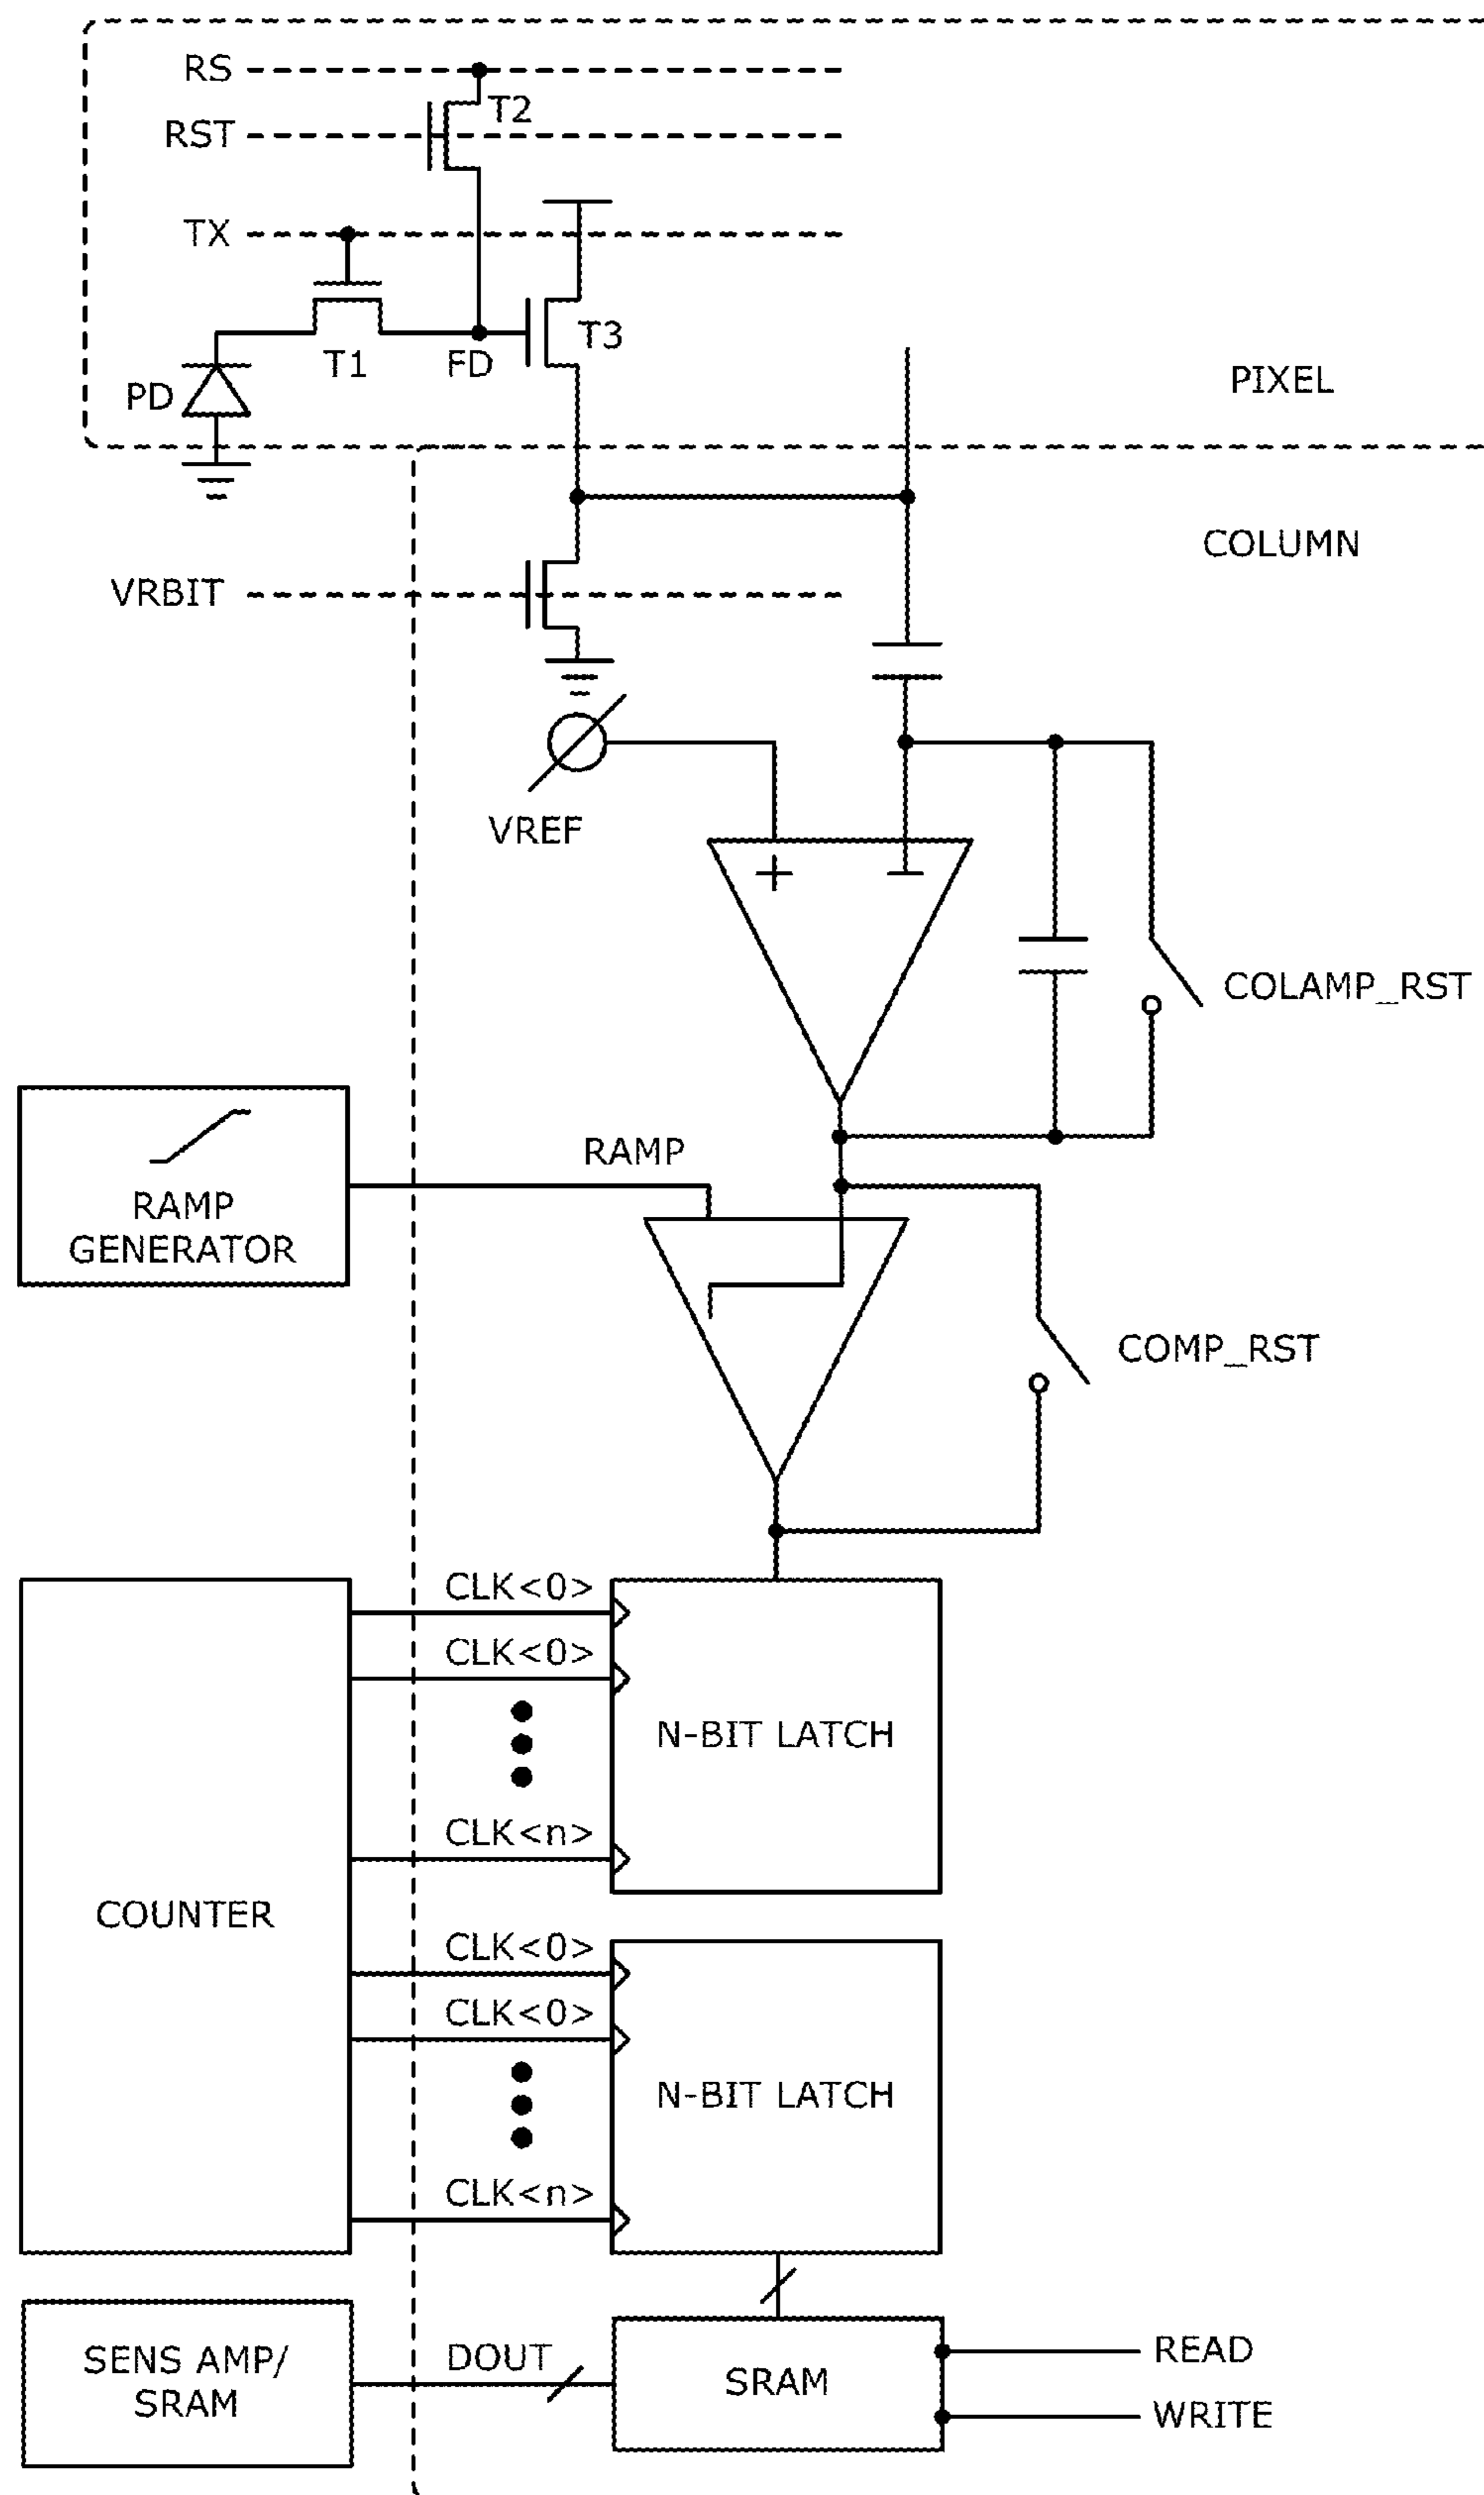 RS
T2
RST
TX
T3
T1
FD
PD
PIXEL
COLUMN
VRBIT
VREF
+
COLAMP_RST
RAMP
RAMP
GENERATOR
COMP_RST
CLK<0>
CLK<0>
N-BIT LATCH
CLK<n>
COUNTER
CLK<0>
CLK<0>
N-BIT LATCH
CLK<n>
SENS AMP/
SRAM
DOUT
SRAM
READ
WRITE